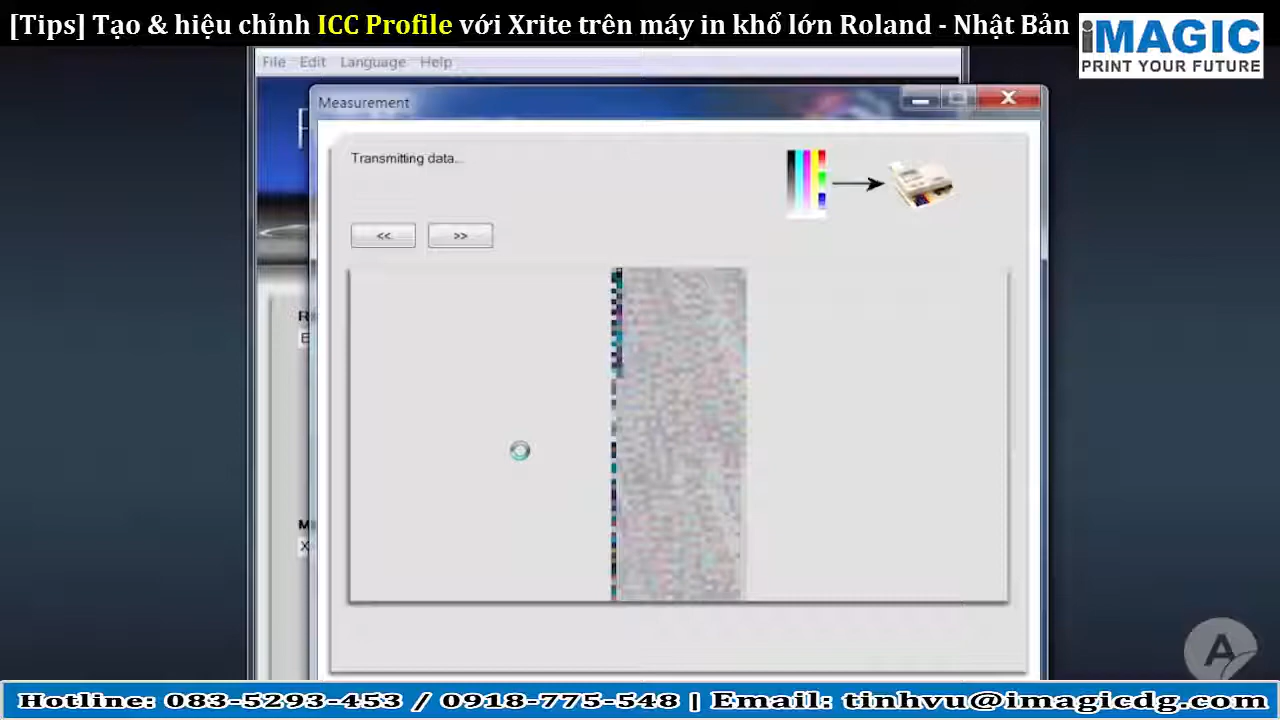 [Tips] Tạo & hiệu chỉnh ICC Profile với Xrite trên máy in khổ lớn Roland - Nhật Bản
iMAGIC
PRINT YOUR FUTURE
File Edit Language Help
Measurement
Transmitting data...
<< >>
Hotline: 083-5293-453 / 0918-775-548 | Email: tinhvu@imagicdg.com